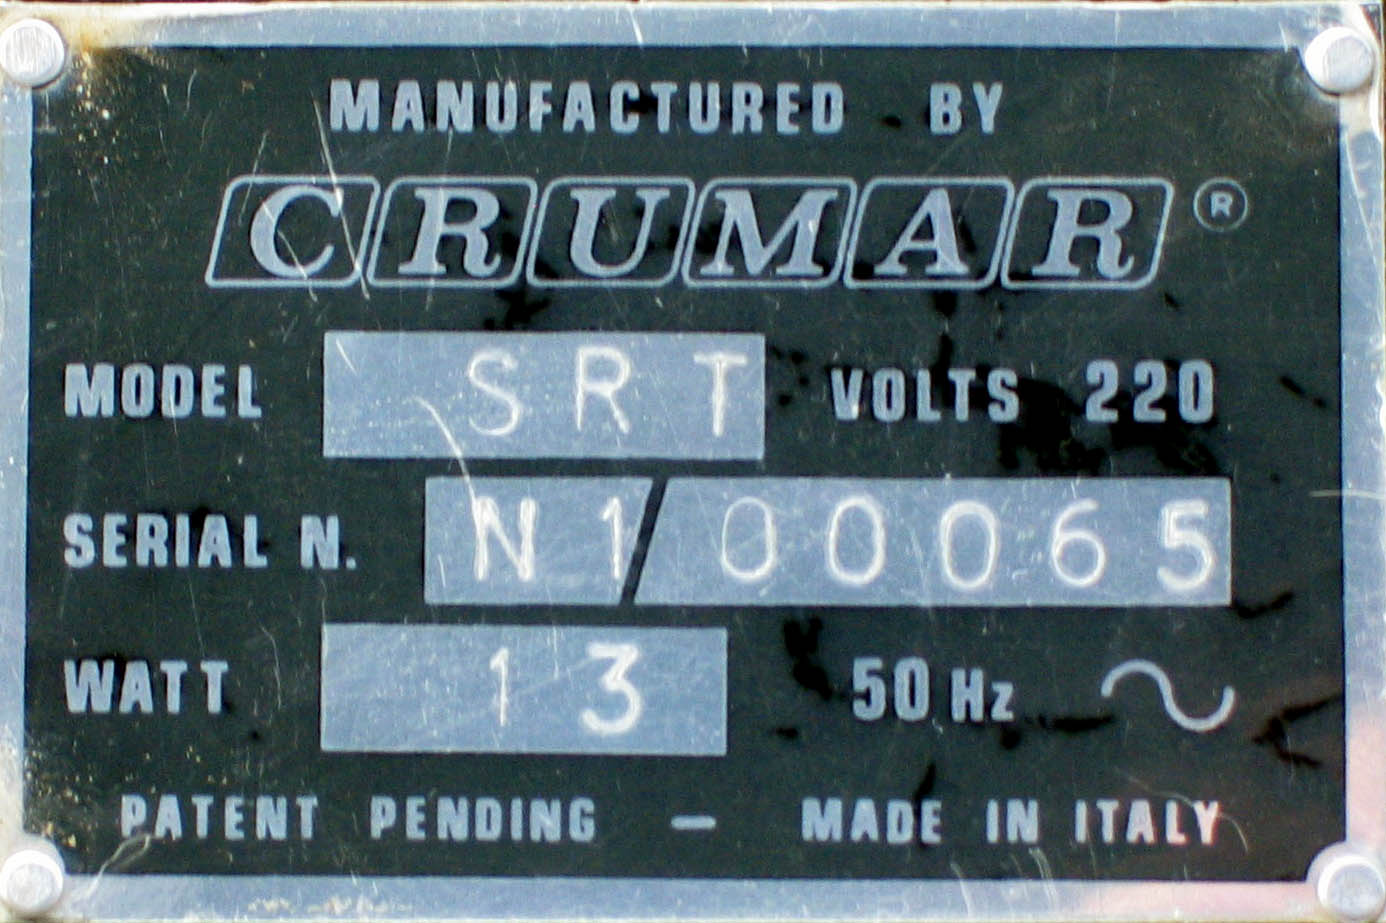 MANUFACTURED BY
CRUMAR ®
MODEL SRT VOLTS 220
SERIAL N. N1/00065
WATT 13 50 Hz ∿
PATENT PENDING — MADE IN ITALY